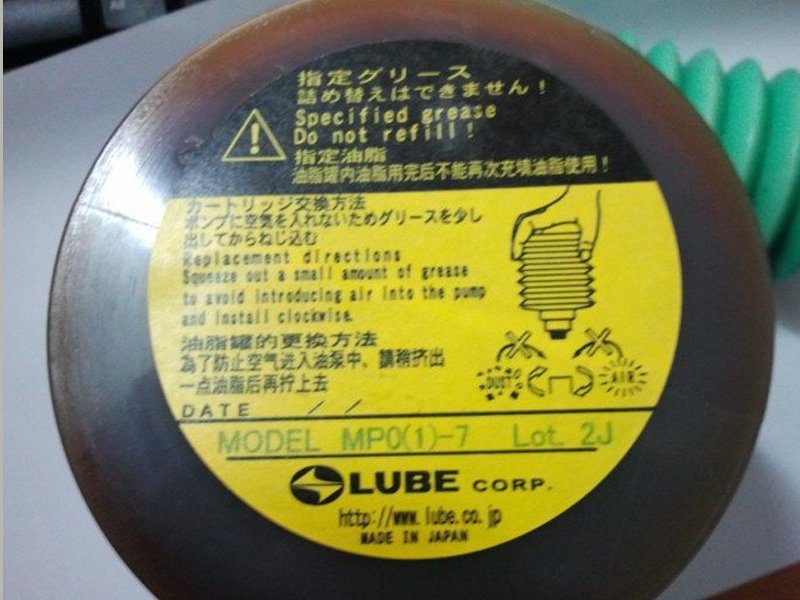 指定グリース
詰め替えはできません！
Specified grease
Do not refill！
指定油脂
油脂罐内油脂用完后不能再次充填油脂使用！
カートリッジ交換方法
ポンプに空気を入れないためグリースを少し
出してからねじ込む
Replacement directions
Squeeze out a small amount of grease
to avoid introducing air into the pump
and install clockwise.
油脂罐的更换方法
為了防止空气进入油泵中，請稍挤出
一点油脂后再拧上去
DUST
AIR
DATE / /
MODEL MP0(1)-7 Lot. 2J
LUBE CORP.
http://www.lube.co.jp
MADE IN JAPAN